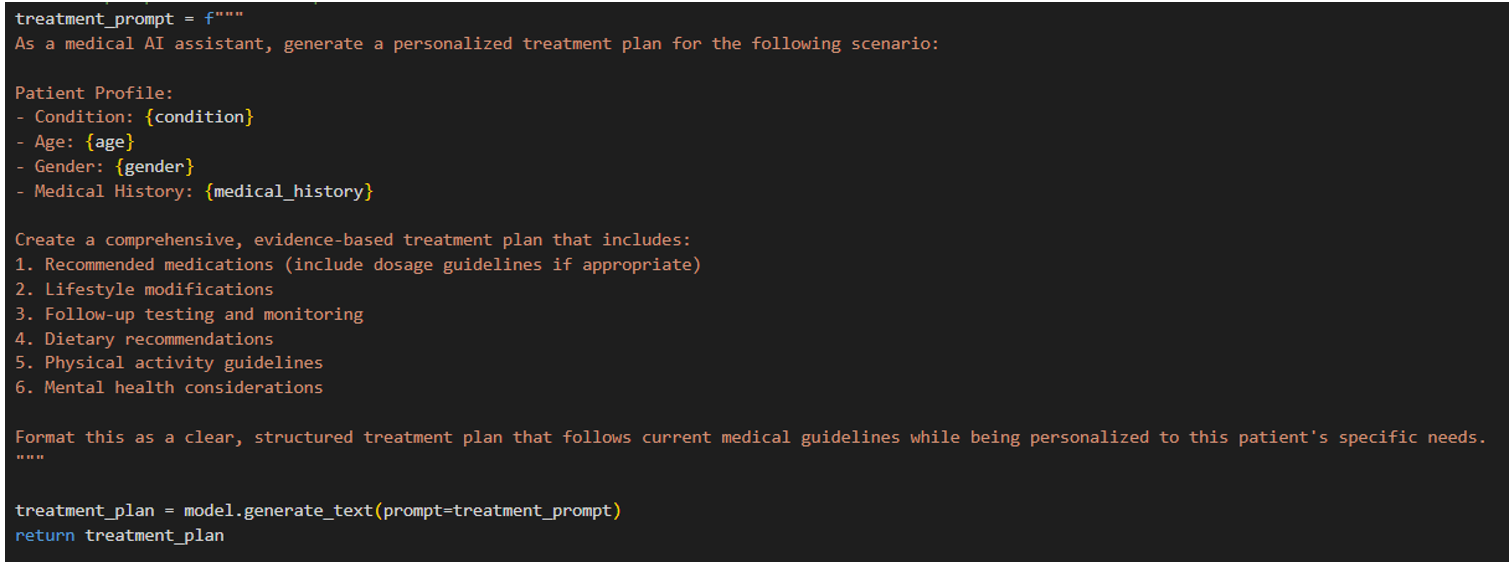 treatment_prompt = f"""
As a medical AI assistant, generate a personalized treatment plan for the following scenario:
Patient Profile:
- Condition: {condition}
- Age: {age}
- Gender: {gender}
- Medical History: {medical_history}
Create a comprehensive, evidence-based treatment plan that includes:
1. Recommended medications (include dosage guidelines if appropriate)
2. Lifestyle modifications
3. Follow-up testing and monitoring
4. Dietary recommendations
5. Physical activity guidelines
6. Mental health considerations
Format this as a clear, structured treatment plan that follows current medical guidelines while being personalized to this patient's specific needs.
"""
treatment_plan = model.generate_text(prompt=treatment_prompt)
return treatment_plan